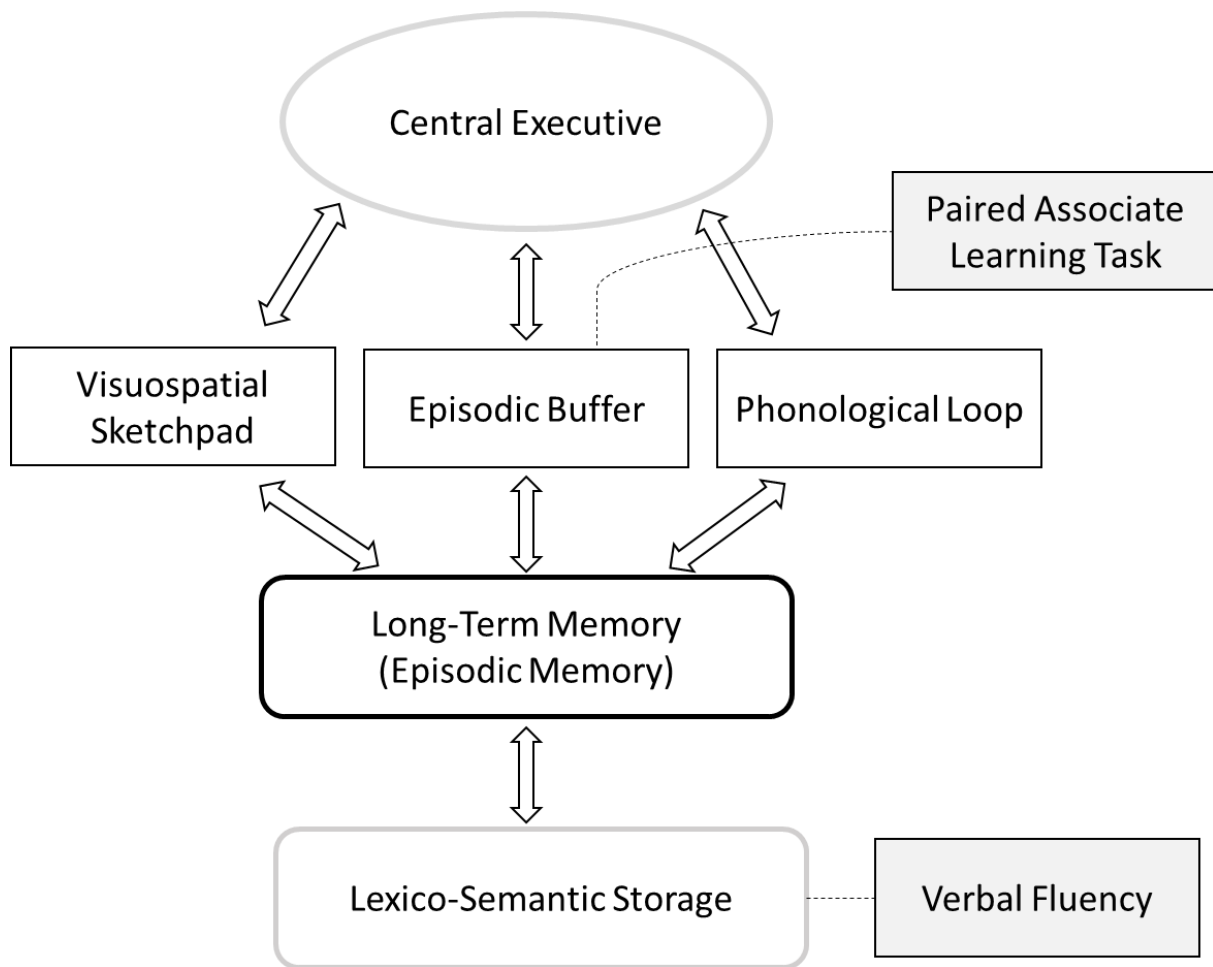 Central Executive
Paired Associate
Learning Task
Visuospatial
Sketchpad
Episodic Buffer
Phonological Loop
Long-Term Memory
(Episodic Memory)
Lexico-Semantic Storage
Verbal Fluency